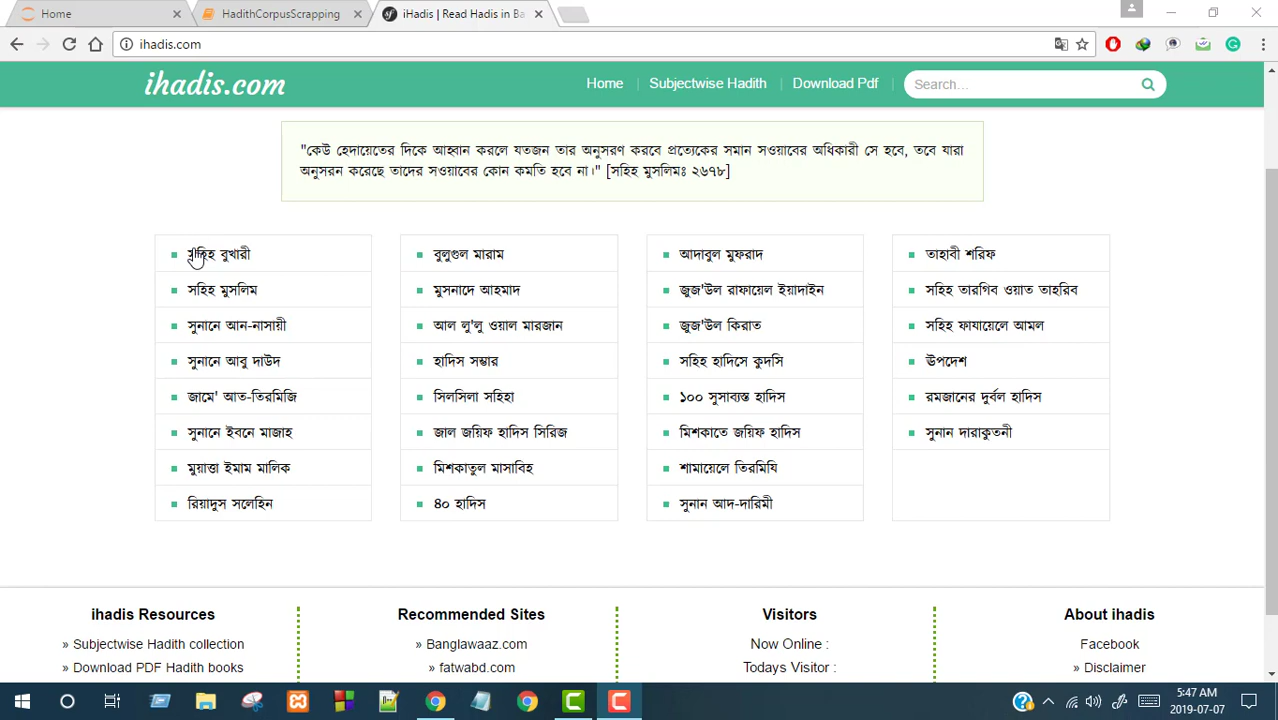 Home
HadithCorpusScrapping
iHadis | Read Hadis in Ba
ihadis.com
ihadis.com
Home
Subjectwise Hadith
Download Pdf
Search...
"কেউ হেদায়েতের দিকে আহ্বান করলে যতজন তার অনুসরণ করবে প্রত্যেকের সমান সওয়াবের অধিকারী সে হবে, তবে যারা
অনুসরন করেছে তাদের সওয়াবের কোন কমতি হবে না।" [সহিহ মুসলিমঃ ২৬৭৮]
সহিহ বুখারী
সহিহ মুসলিম
সুনানে আন-নাসায়ী
সুনানে আবু দাউদ
জামে' আত-তিরমিজি
সুনানে ইবনে মাজাহ
মুয়াত্তা ইমাম মালিক
রিয়াদুস সলেহিন
বুলুগুল মারাম
মুসনাদে আহমাদ
আল লু'লু ওয়াল মারজান
হাদিস সম্ভার
সিলসিলা সহিহা
জাল জয়িফ হাদিস সিরিজ
মিশকাতুল মাসাবিহ
৪০ হাদিস
আদাবুল মুফরাদ
জুজ'উল রাফায়েল ইয়াদাইন
জুজ'উল কিরাত
সহিহ হাদিসে কুদসি
১০০ সুসাব্যস্ত হাদিস
মিশকাতে জয়িফ হাদিস
শামায়েলে তিরমিযি
সুনান আদ-দারিমী
তাহাবী শরিফ
সহিহ তারগিব ওয়াত তাহরিব
সহিহ ফাযায়েলে আমল
ঊপদেশ
রমজানের দুর্বল হাদিস
সুনান দারাকুতনী
ihadis Resources
» Subjectwise Hadith collection
» Download PDF Hadith books
Recommended Sites
» Banglawaaz.com
» fatwabd.com
Visitors
Now Online :
Todays Visitor :
About ihadis
Facebook
» Disclaimer
5:47 AM
2019-07-07